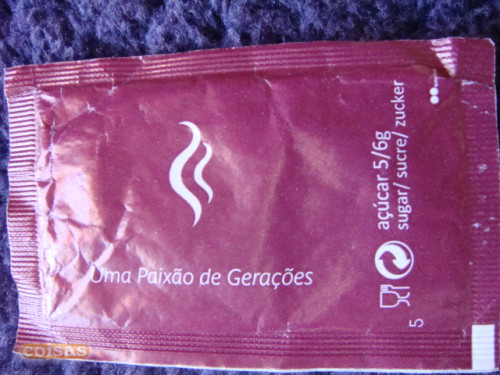 Uma Paixão de Gerações
açúcar 5/6g
sugar/ sucre/ zucker
5
coisas